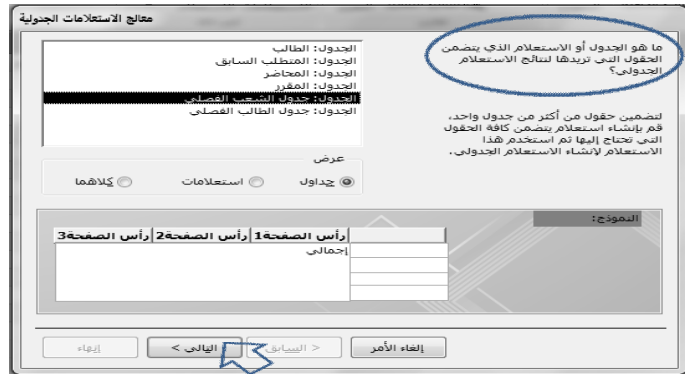 معالج الاستعلامات الجدولية
ما هو الجدول أو الاستعلام الذي يتضمن
الحقول التي تريدها لنتائج الاستعلام
الجدولي؟
لتضمين حقول من أكثر من جدول واحد،
قم بإنشاء استعلام يتضمن كافة الحقول
التي تحتاج إليها ثم استخدم هذا
الاستعلام لإنشاء الاستعلام الجدولي.
الجدول: الطالب
الجدول: المتطلب السابق
الجدول: المحاضر
الجدول: المقرر
الجدول: جدول الشعب الفصلي
الجدول: جدول الطالب الفصلي
عرض
جداول
استعلامات
كلاهما
النموذج:
رأس الصفحة1 رأس الصفحة2 رأس الصفحة3
إجمالي
إلغاء الأمر
< السابق
التالي >
إنهاء